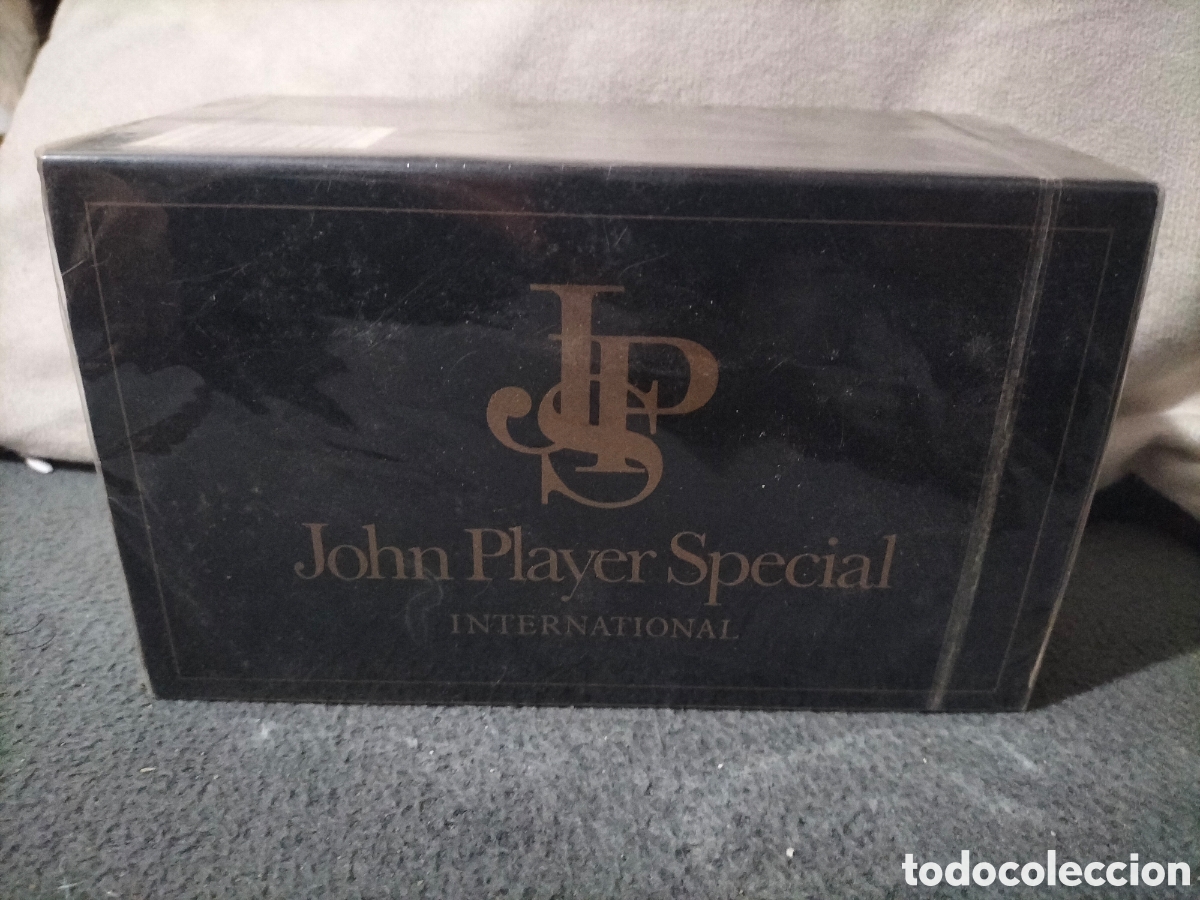 JPS
John Player Special
INTERNATIONAL
todocoleccion